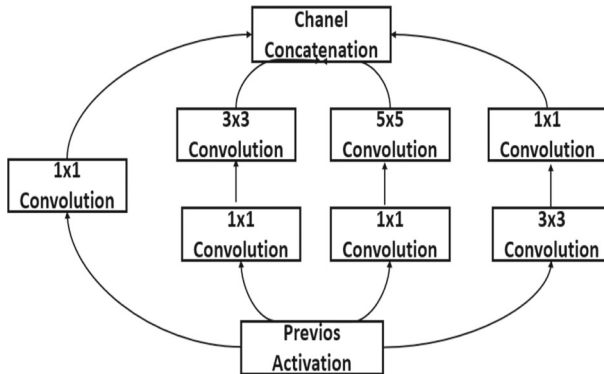 Chanel
Concatenation
3x3
Convolution
5x5
Convolution
1x1
Convolution
1x1
Convolution
1x1
Convolution
1x1
Convolution
3x3
Convolution
Previos
Activation